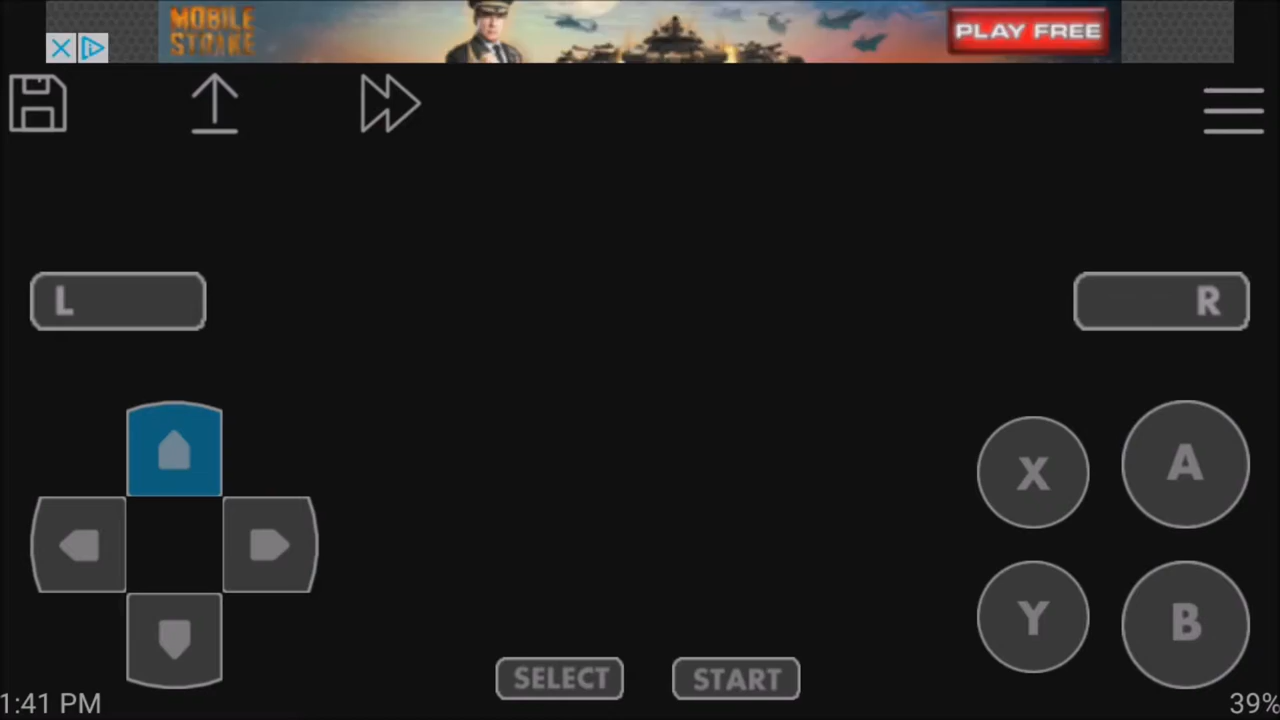 MOBILE
STRIKE
PLAY FREE
L
R
X
A
Y
B
SELECT
START
1:41 PM
39%